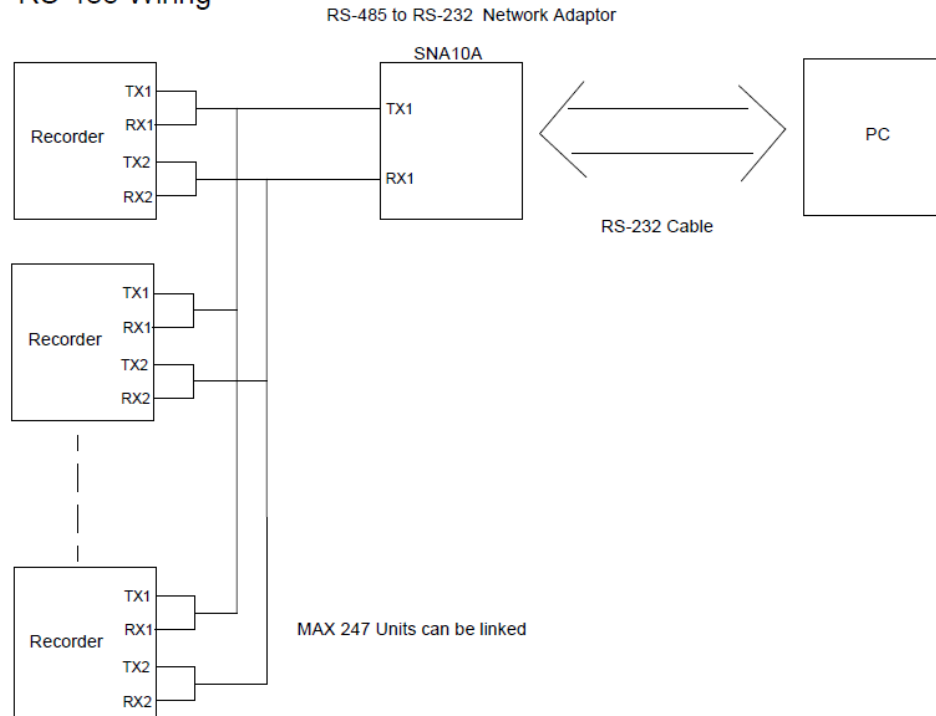 RS-485 to RS-232 Network Adaptor
SNA10A
TX1
RX1
Recorder
TX2
RX2
TX1
RX1
PC
RS-232 Cable
TX1
RX1
Recorder
TX2
RX2
TX1
RX1
Recorder
TX2
RX2
MAX 247 Units can be linked